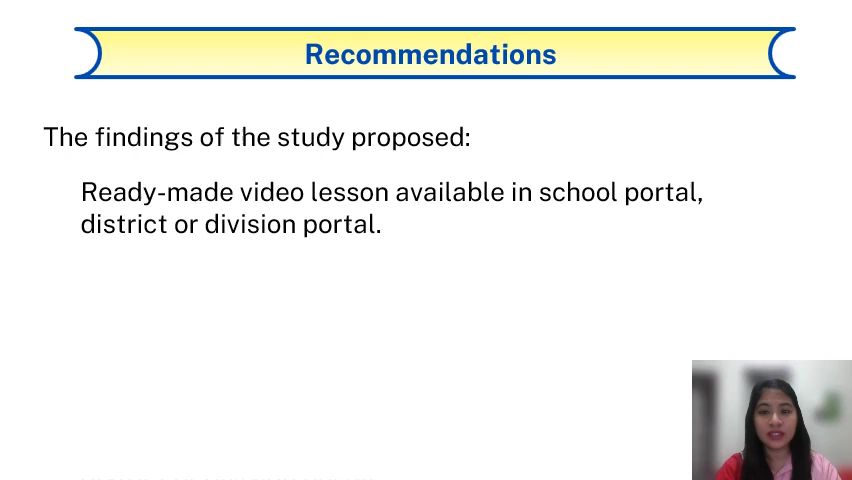 Recommendations
The findings of the study proposed:
Ready-made video lesson available in school portal,
district or division portal.